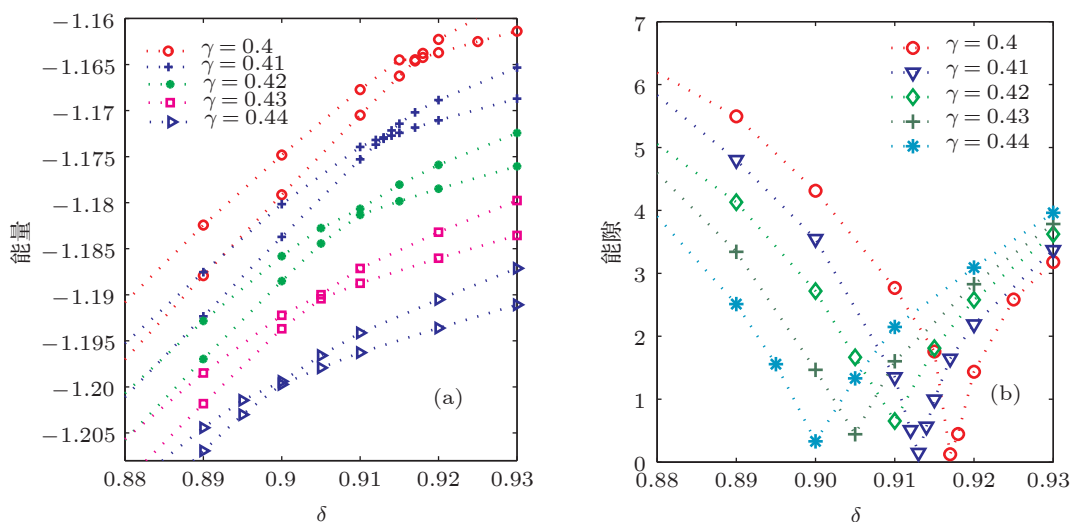 −1.16
−1.165
−1.17
−1.175
−1.18
−1.185
−1.19
−1.195
−1.20
−1.205
能量
γ = 0.4
γ = 0.41
γ = 0.42
γ = 0.43
γ = 0.44
(a)
0.88 0.89 0.9 0.91 0.92 0.93
δ
7
6
5
4
3
2
1
0
能隙
γ = 0.4
γ = 0.41
γ = 0.42
γ = 0.43
γ = 0.44
(b)
0.88 0.89 0.90 0.91 0.92 0.93
δ